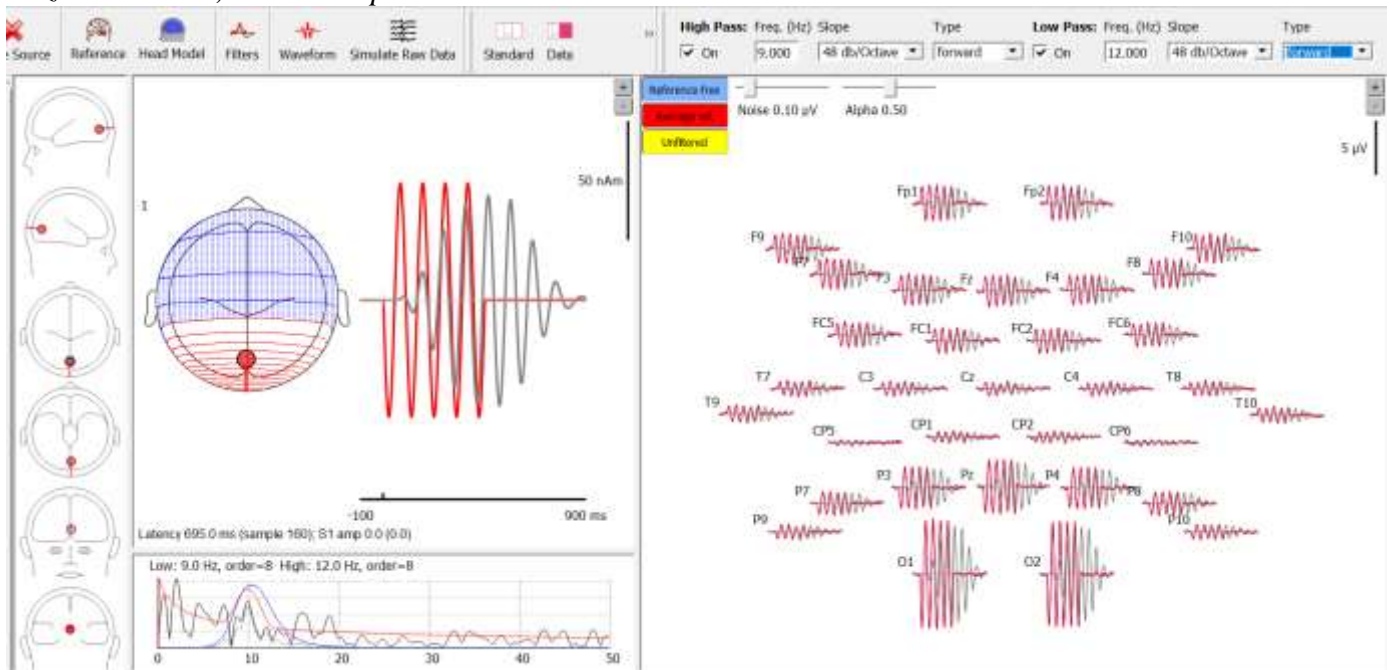 e Source Reference Head Model Filters Waveform Simulate Raw Data Standard Data
High Pass: Freq. (Hz) Slope Type Low Pass: Freq. (Hz) Slope Type
On 9.000 48 db/Octave forward On 12.000 48 db/Octave forward
Reference Free
Noise 0.10 µV Alpha 0.50
Unfiltered
5 µV
50 nAm
1
Fp1 Fp2
F9 F10
F7 F8
F3 Fz F4
FC5 FC1 FC2 FC6
T7 C3 Cz C4 T8
T9 T10
CP5 CP1 CP2 CP6
P7 P3 Pz P4 P8
P9 P10
O1 O2
-100 900 ms
Latency 695.0 ms (sample 160); S1 amp 0.0 (0.0)
Low: 9.0 Hz, order=8 High: 12.0 Hz, order=8
0 10 20 30 40 50